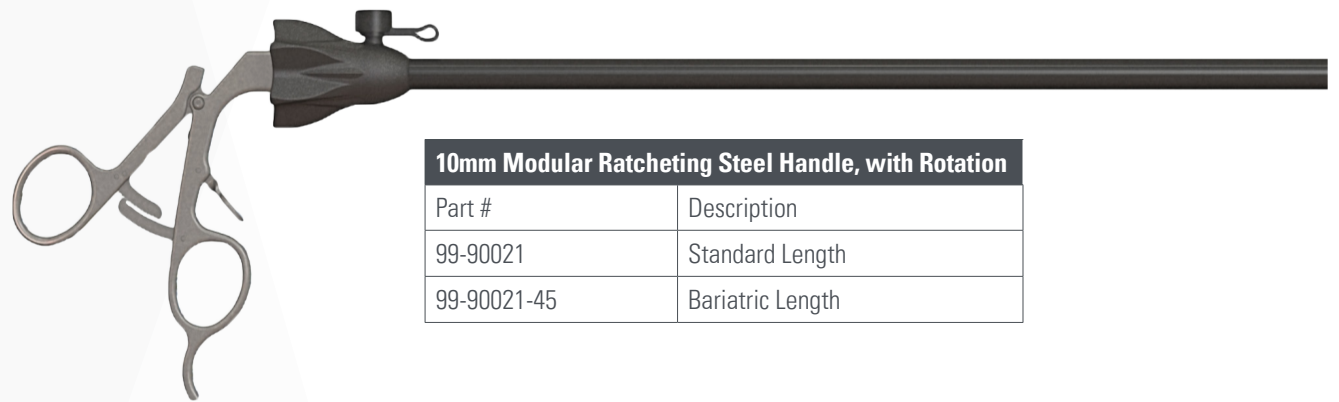 10mm Modular Ratcheting Steel Handle, with Rotation
Part # Description
99-90021 Standard Length
99-90021-45 Bariatric Length